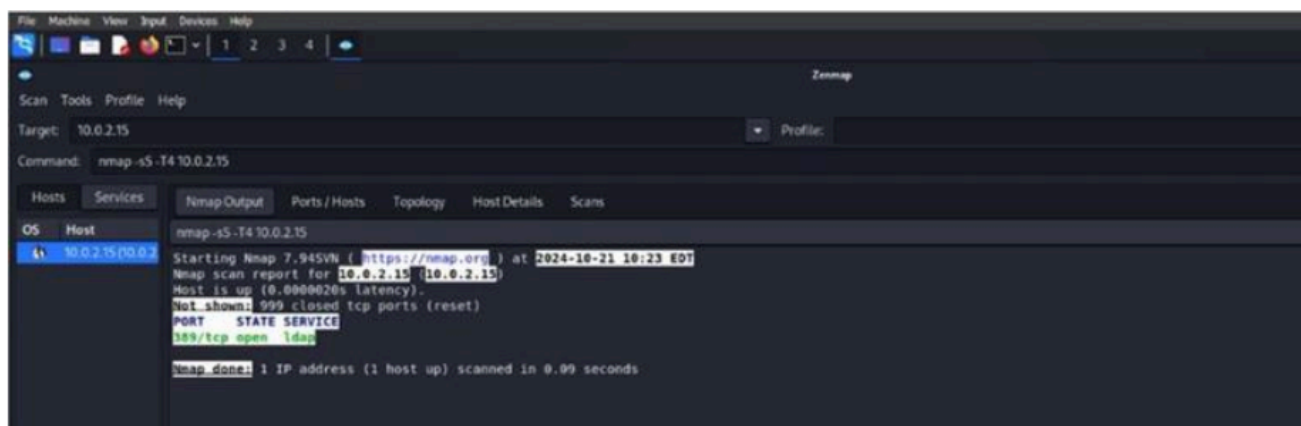 File Machine View Input Devices Help
1 2 3 4
Zenmap
Scan Tools Profile Help
Target: 10.0.2.15 Profile:
Command: nmap -sS -T4 10.0.2.15
Hosts Services Nmap Output Ports / Hosts Topology Host Details Scans
OS Host nmap -sS -T4 10.0.2.15
10.0.2.15 (10.0.2
Starting Nmap 7.94SVN ( https://nmap.org ) at 2024-10-21 10:23 EDT
Nmap scan report for 10.0.2.15 (10.0.2.15)
Host is up (0.0000020s latency).
Not shown: 999 closed tcp ports (reset)
PORT STATE SERVICE
389/tcp open ldap
Nmap done: 1 IP address (1 host up) scanned in 0.09 seconds